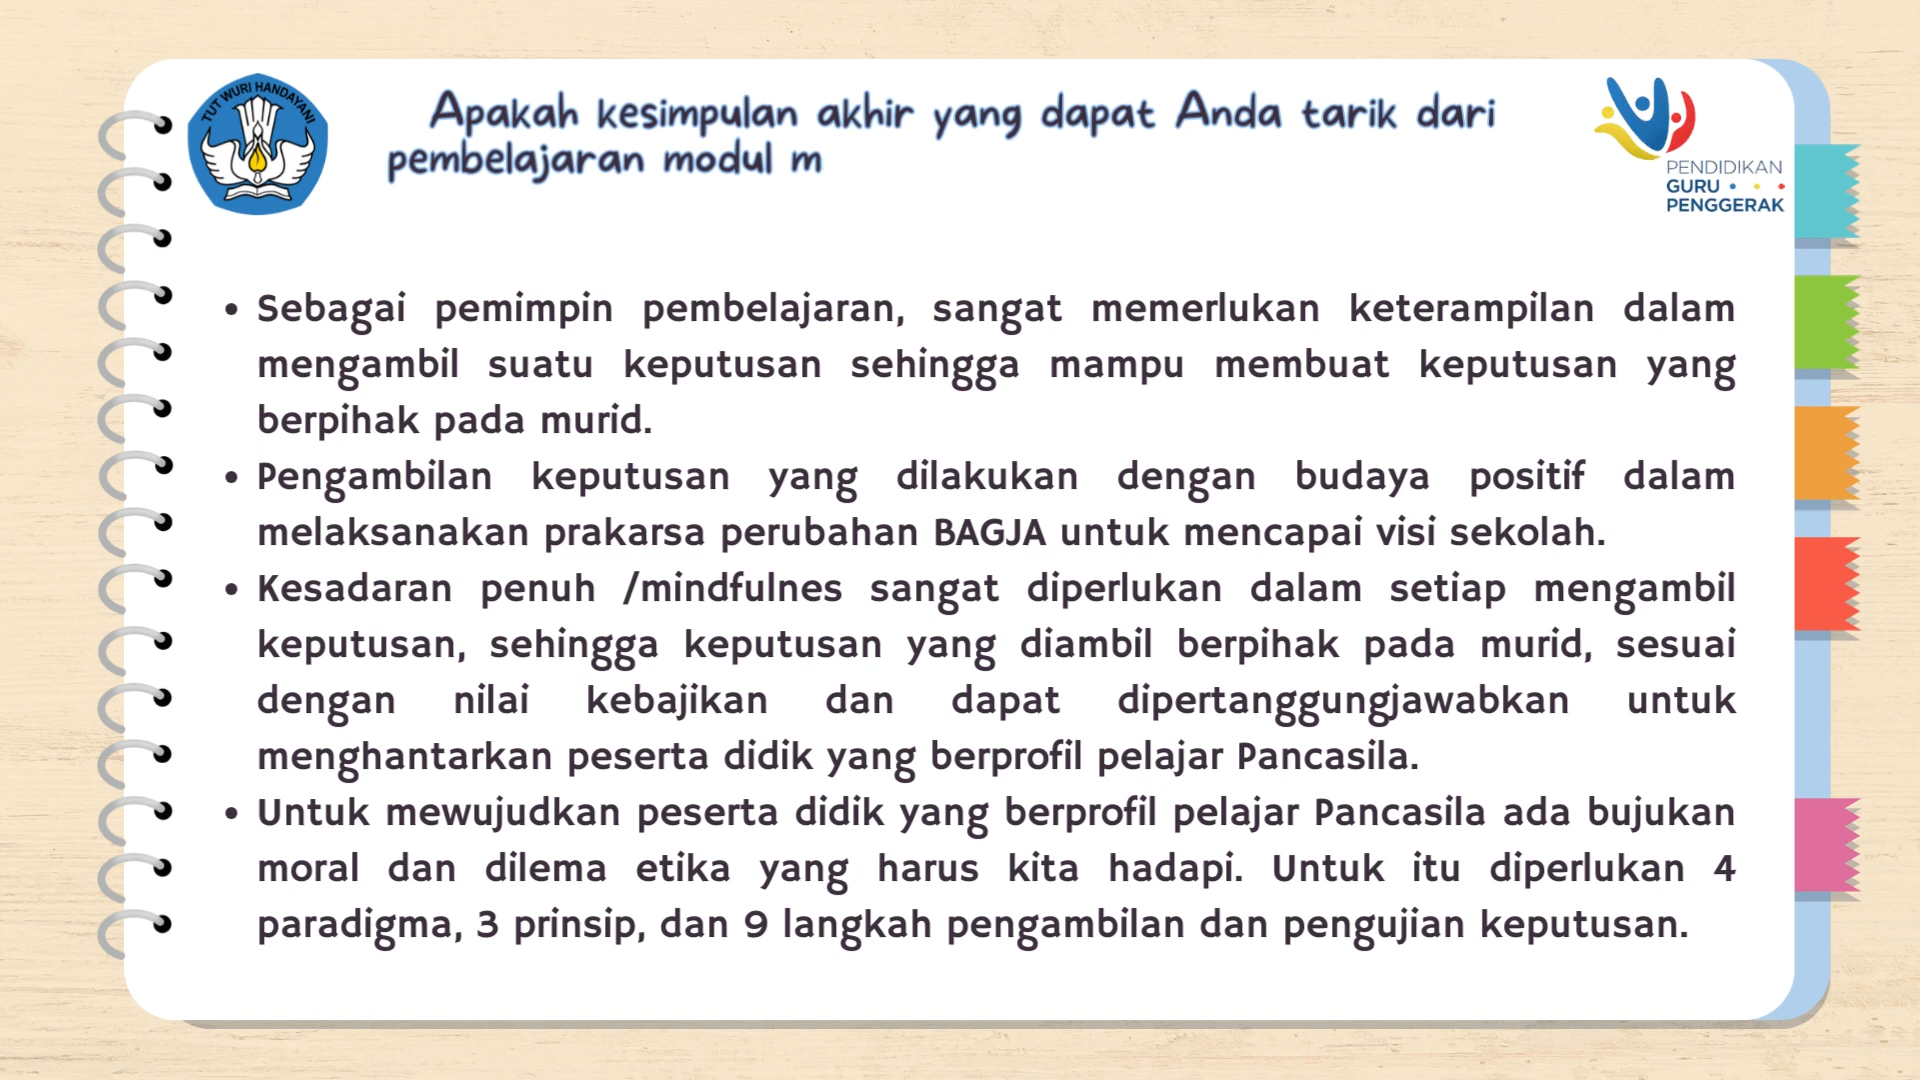 TUT WURI HANDAYANI
Apakah kesimpulan akhir yang dapat Anda tarik dari
pembelajaran modul m
PENDIDIKAN
GURU
PENGGERAK
• Sebagai pemimpin pembelajaran, sangat memerlukan keterampilan dalam
mengambil suatu keputusan sehingga mampu membuat keputusan yang
berpihak pada murid.
• Pengambilan keputusan yang dilakukan dengan budaya positif dalam
melaksanakan prakarsa perubahan BAGJA untuk mencapai visi sekolah.
• Kesadaran penuh /mindfulnes sangat diperlukan dalam setiap mengambil
keputusan, sehingga keputusan yang diambil berpihak pada murid, sesuai
dengan nilai kebajikan dan dapat dipertanggungjawabkan untuk
menghantarkan peserta didik yang berprofil pelajar Pancasila.
• Untuk mewujudkan peserta didik yang berprofil pelajar Pancasila ada bujukan
moral dan dilema etika yang harus kita hadapi. Untuk itu diperlukan 4
paradigma, 3 prinsip, dan 9 langkah pengambilan dan pengujian keputusan.